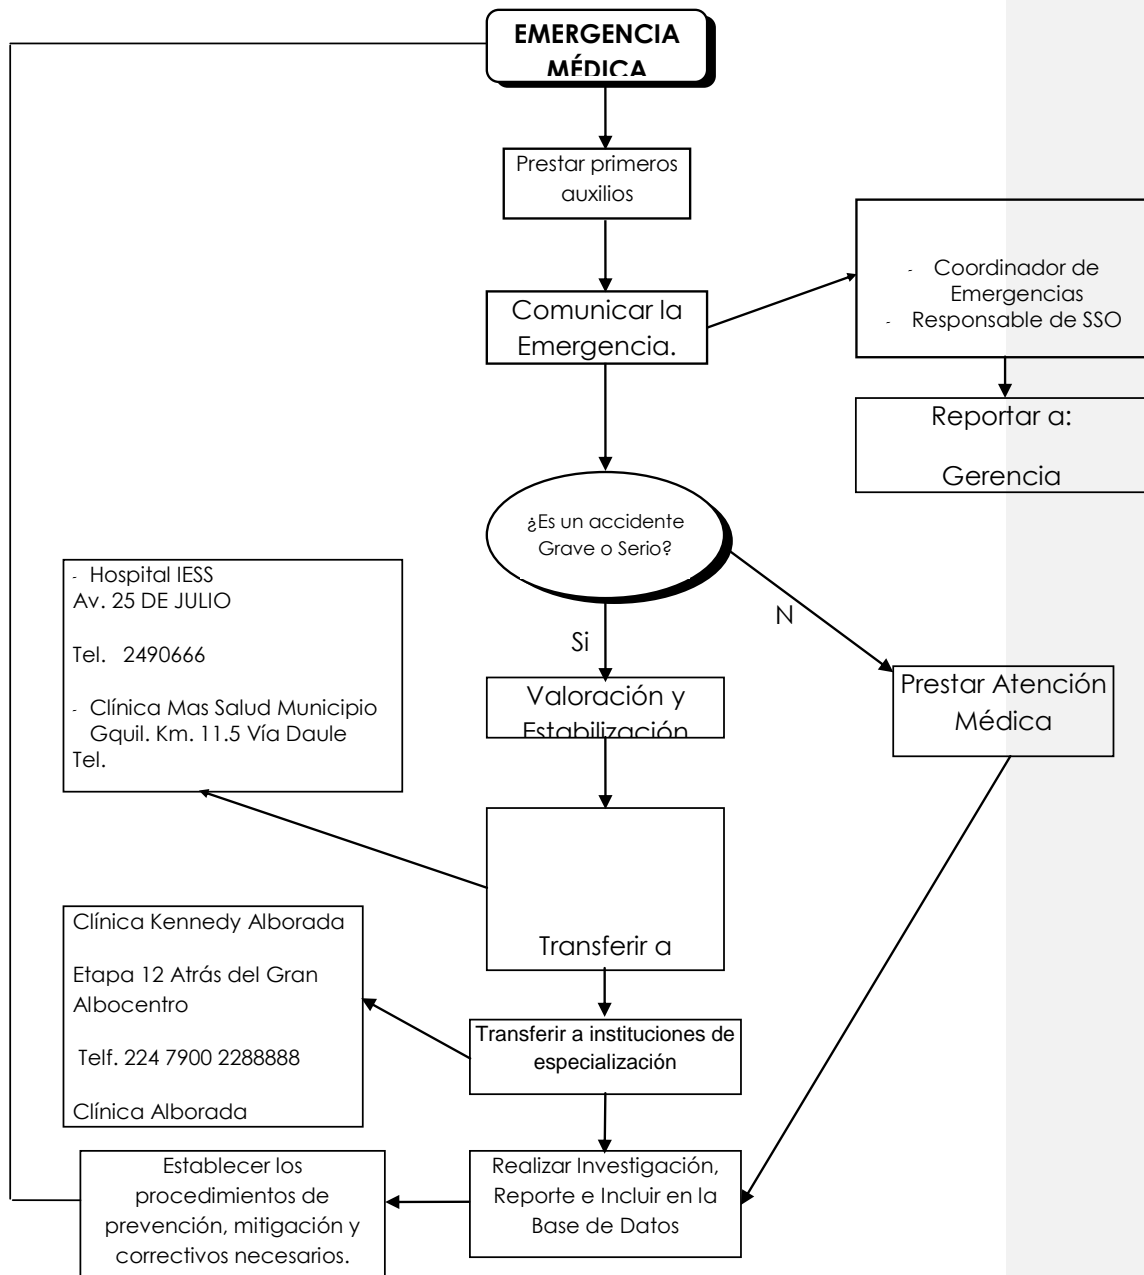 EMERGENCIA
MÉDICA
Prestar primeros
auxilios
Comunicar la
Emergencia.
- Coordinador de
Emergencias
- Responsable de SSO
Reportar a:
Gerencia
¿Es un accidente
Grave o Serio?
Si
N
- Hospital IESS
Av. 25 DE JULIO
Tel. 2490666
- Clínica Mas Salud Municipio
Gquil. Km. 11.5 Vía Daule
Tel.
Valoración y
Estabilización
Prestar Atención
Médica
Transferir a
Clínica Kennedy Alborada
Etapa 12 Atrás del Gran
Albocentro
Telf. 224 7900 2288888
Clínica Alborada
Transferir a instituciones de
especialización
Establecer los
procedimientos de
prevención, mitigación y
correctivos necesarios.
Realizar Investigación,
Reporte e Incluir en la
Base de Datos